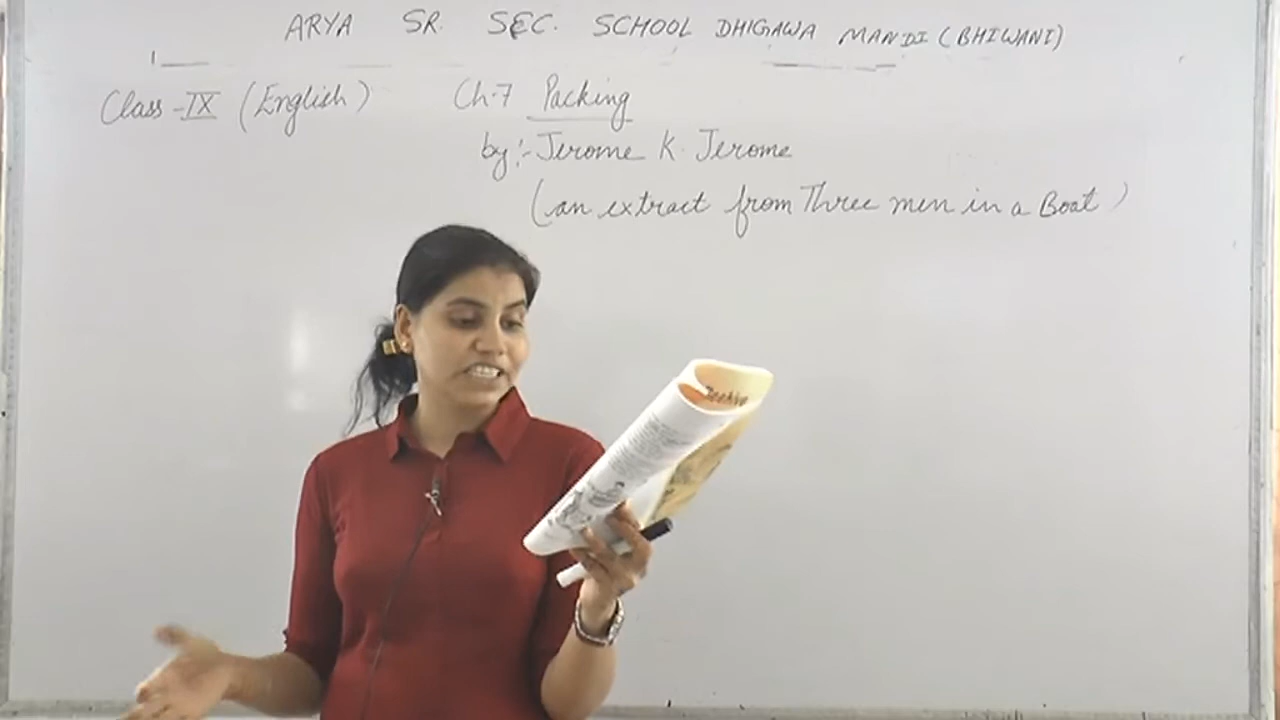 ARYA SR. SEC. SCHOOL DHIGAWA MANDI (BHIWANI)
Class - IX (English) Ch-7 Packing
by:- Jerome K. Jerome
(an extract from Three men in a Boat)
Beehive